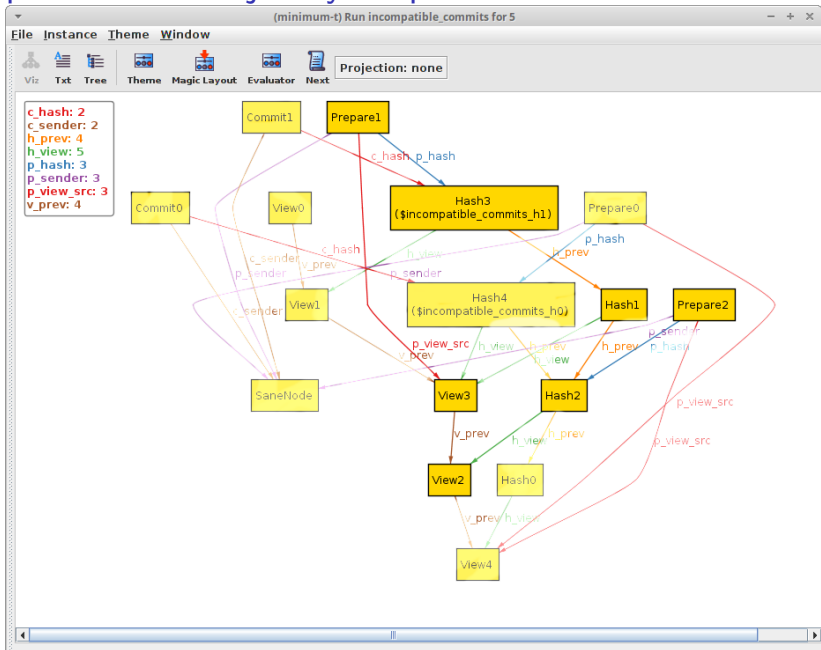 (minimum-t) Run incompatible_commits for 5
File Instance Theme Window
Viz Txt Tree Theme Magic Layout Evaluator Next Projection: none
c_hash: 2
c_sender: 2
h_prev: 4
h_view: 5
p_hash: 3
p_sender: 3
p_view_src: 3
v_prev: 4
Commit1 Prepare1
c_hash p_hash
Commit0 View0 Hash3 Prepare0
($incompatible_commits_h1)
p_hash
c_hash h_view h_prev
c_sender v_prev
p_sender p_sender
View1 Hash4 Hash1 Prepare2
c_sender ($incompatible_commits_h0)
p_sender
p_view_src h_view h_prev h_prev p_hash
v_prev h_view
SaneNode View3 Hash2
p_view_src
v_prev h_view h_prev
p_view_src
View2 Hash0
v_prev h_view
View4